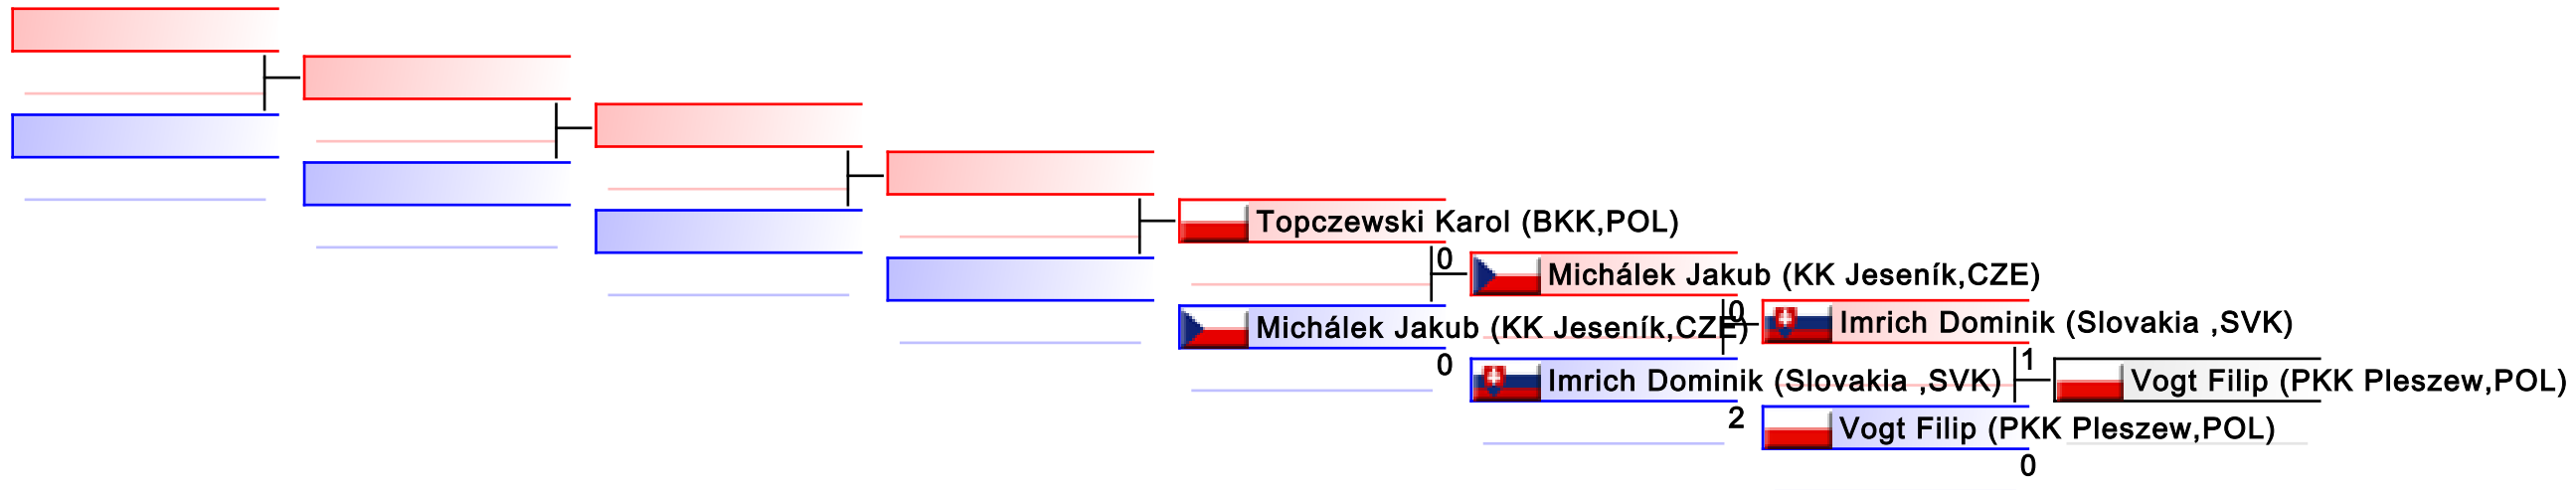 Topczewski Karol (BKK,POL)
0
Michálek Jakub (KK Jeseník,CZE)
0
Imrich Dominik (Slovakia ,SVK)
Michálek Jakub (KK Jeseník,CZE)
1
0
Imrich Dominik (Slovakia ,SVK)
Vogt Filip (PKK Pleszew,POL)
2
Vogt Filip (PKK Pleszew,POL)
0